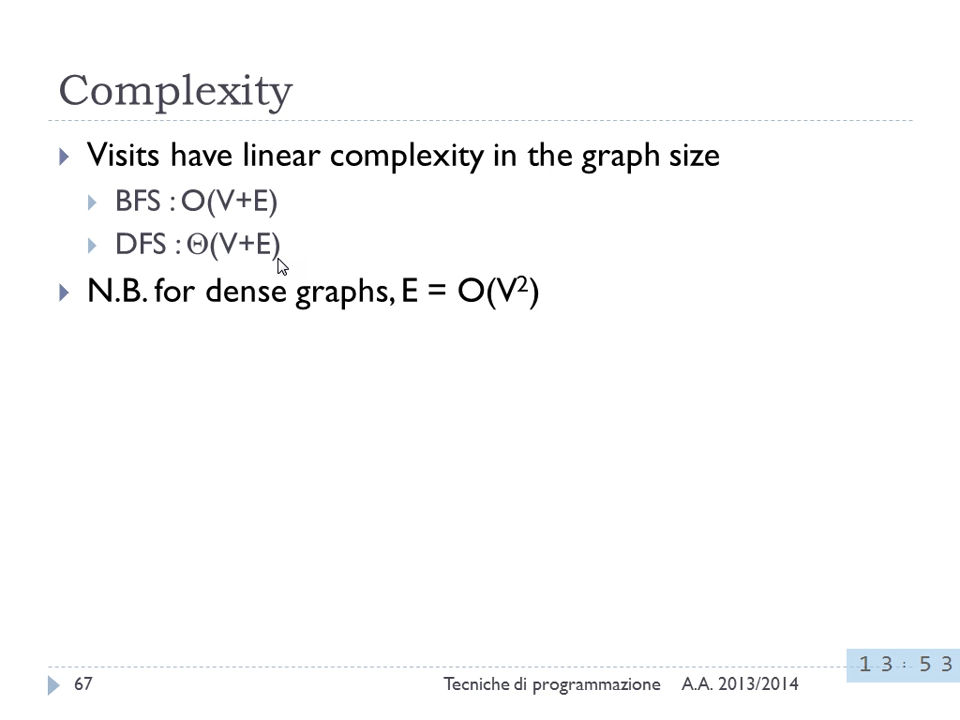 Complexity
Visits have linear complexity in the graph size
BFS : O(V+E)
DFS : Θ(V+E)
N.B. for dense graphs, E = O(V²)
67 Tecniche di programmazione A.A. 2013/2014
13:53